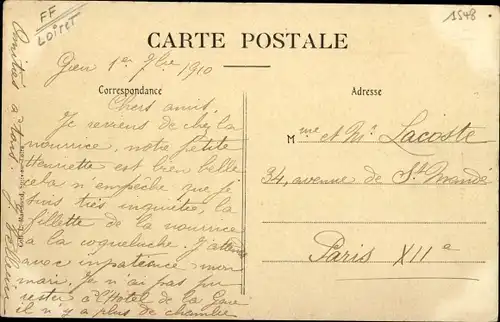 FF
LOIRET
1548
CARTE POSTALE
Gien 1er 7bre 1910
Correspondance
Adresse
Chers amis.
Je reviens de chez la
nourrice, notre petite
Henriette est bien belle
cela n'empêche que je
suis très inquiète, la
fillette de la nourrice
a la coqueluche. J'attends
avec impatience mon
mari. Je n'ai pas pu
rester à l'Hôtel de la Gare
il n'y a plus de chambre
Amitiés à tous.
Mme et Mr Lacoste
34, avenue de St Mandé
Paris XIIe